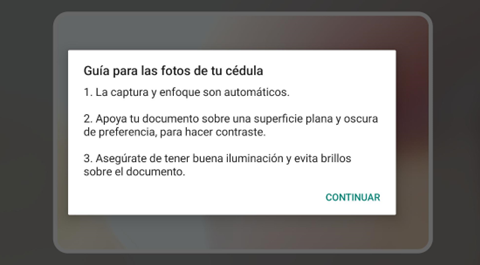 Guía para las fotos de tu cédula
1. La captura y enfoque son automáticos.
2. Apoya tu documento sobre una superficie plana y oscura
de preferencia, para hacer contraste.
3. Asegúrate de tener buena iluminación y evita brillos
sobre el documento.
CONTINUAR